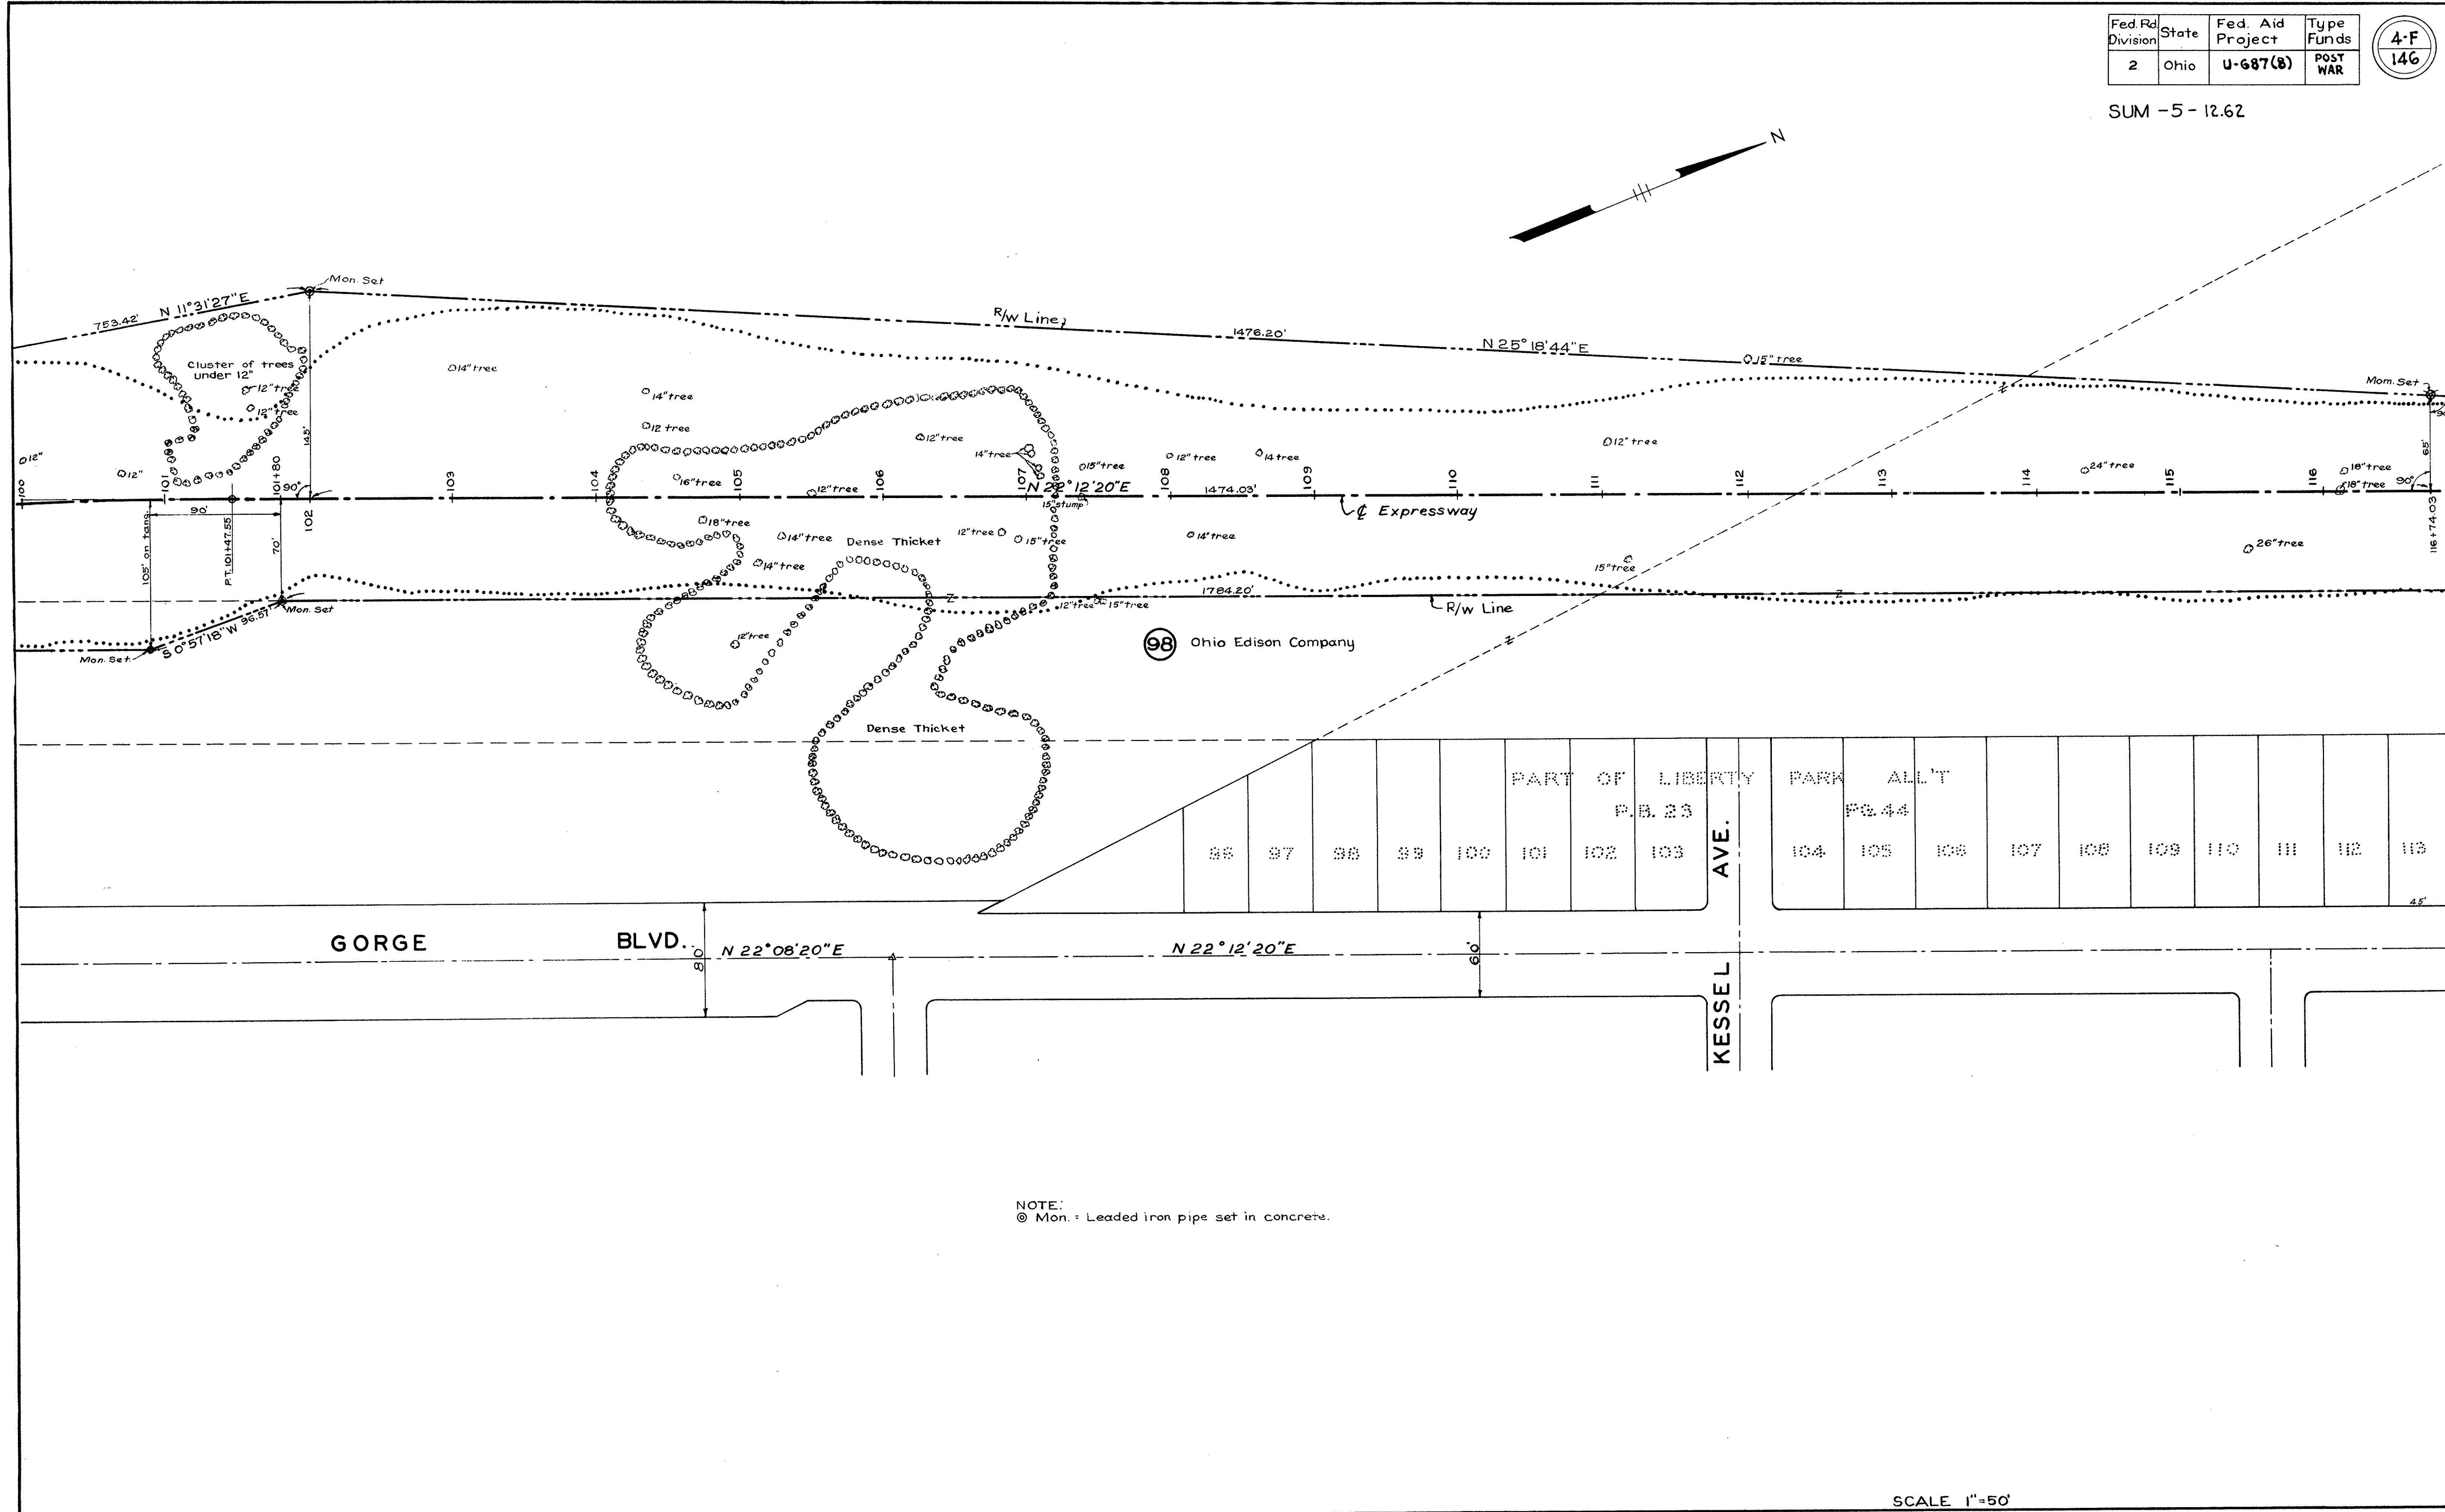 Fed. Rd. Division State Fed. Aid Project Type Funds
2 Ohio U-687(8) POST WAR
4-F
146
SUM -5- 12.62
N
Mon. Set
753.42' N 11°31'27"E
R/W Line
1476.20'
N 25°18'44"E
15" tree
Mon. Set
Cluster of trees
under 12"
12" tree
12" tree
14" tree
14" tree
12 tree
12" tree
14" tree
15" tree
12" tree
14 tree
12" tree
24" tree
18" tree
18" tree
90°
65'
12"
12"
145'
16" tree
12" tree
100
101
101+80
90°
102
103
104
105
106
107
108
109
110
111
112
113
114
115
116
116+74.03
N 22°12'20"E
1474.03'
15" stump
℄ Expressway
90'
105' on tang.
P.T. 101+47.55
70'
18" tree
14" tree
Dense Thicket
12" tree
15" tree
14" tree
14" tree
15" tree
26" tree
Mon. Set
S 0°57'18"W 96.57'
Mon. Set
12" tree
15" tree
1784.20'
R/W Line
12" tree
98 Ohio Edison Company
Dense Thicket
PART OF LIBERTY PARK ALL'T
P.B. 23 PG. 44
96 97 98 99 100 101 102 103 104 105 106 107 108 109 110 111 112 113
45'
GORGE BLVD.
80'
N 22°08'20"E
N 22°12'20"E
60'
KESSEL AVE.
NOTE:
◎ Mon. = Leaded iron pipe set in concrete.
SCALE 1"=50'